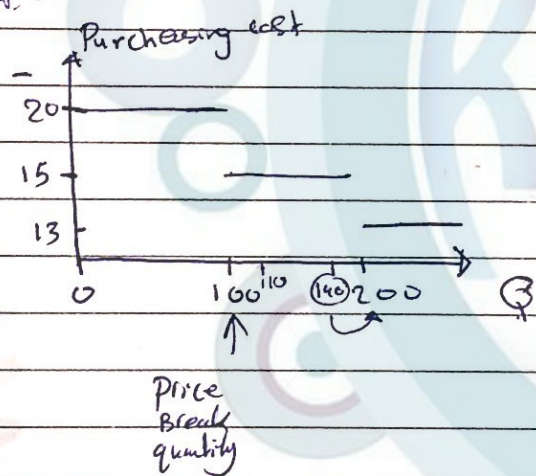 Purchasing cost
20
15
13
0 100 110 140 200 Q
Price
Break
quantity